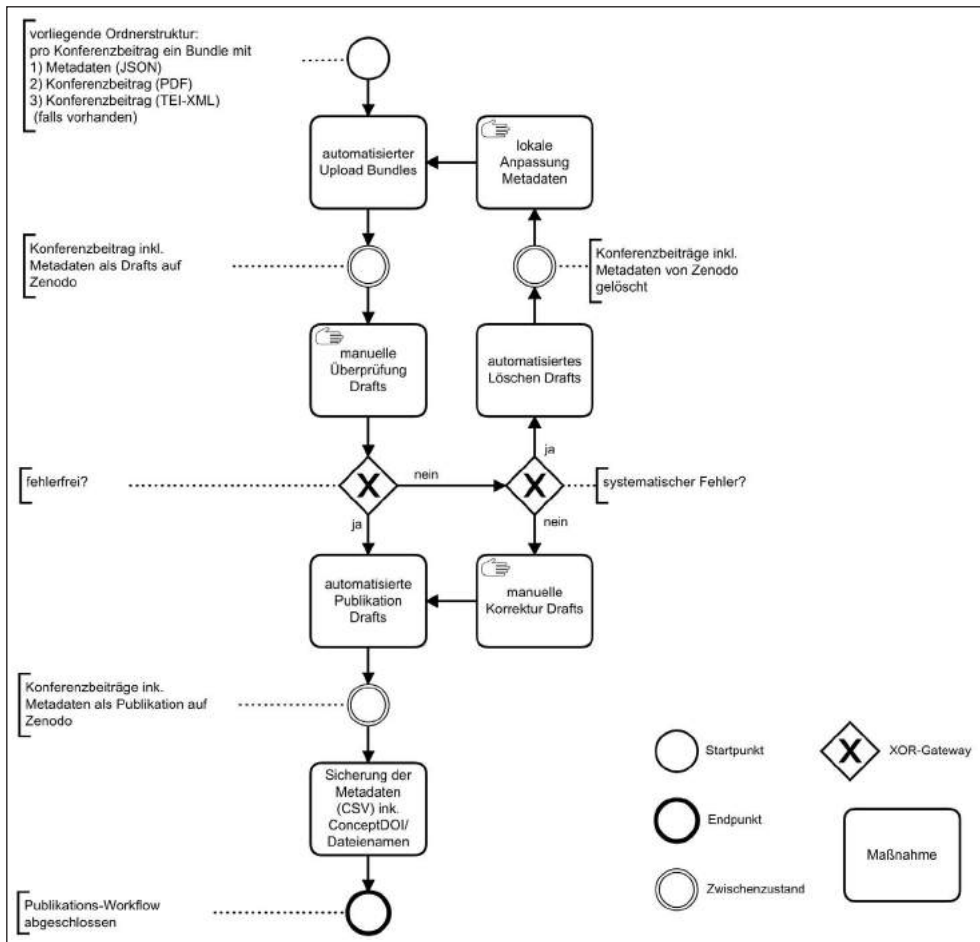 vorliegende Ordnerstruktur:
pro Konferenzbeitrag ein Bundle mit
1) Metadaten (JSON)
2) Konferenzbeitrag (PDF)
3) Konferenzbeitrag (TEI-XML)
(falls vorhanden)
automatisierter
Upload Bundles
lokale
Anpassung
Metadaten
Konferenzbeitrag inkl.
Metadaten als Drafts auf
Zenodo
Konferenzbeiträge inkl.
Metadaten von Zenodo
gelöscht
manuelle
Überprüfung
Drafts
automatisiertes
Löschen Drafts
ja
fehlerfrei?
X
nein
X
systematischer Fehler?
ja
nein
automatisierte
Publikation
Drafts
manuelle
Korrektur Drafts
Konferenzbeiträge ink.
Metadaten als Publikation auf
Zenodo
Sicherung der
Metadaten
(CSV) ink.
ConceptDOI/
Dateienamen
Publikations-Workflow
abgeschlossen
Startpunkt
X
XOR-Gateway
Endpunkt
Maßnahme
Zwischenzustand